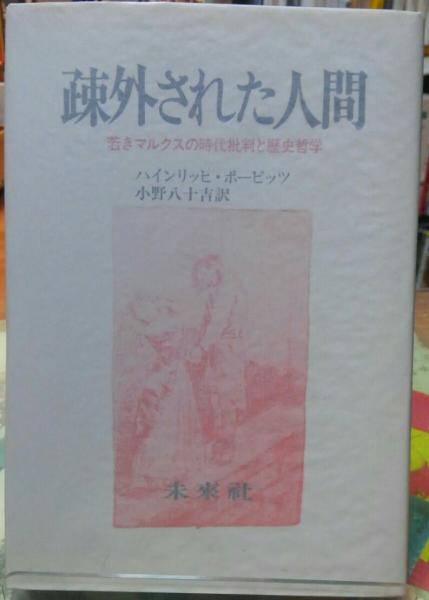 疎外された人間
若きマルクスの時代批判と歴史哲学
ハインリッヒ・ポーピッツ
小野八十吉訳
未來社